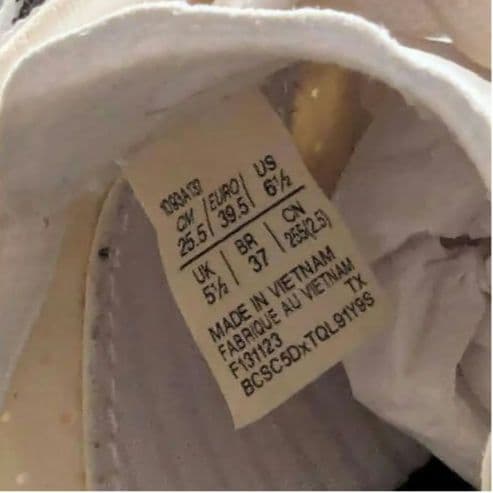 1093A132
CM / EURO / US
25.5 / 39.5 / 6½
UK | BR | CN
5½ | 37 | 255(2.5)
MADE IN VIETNAM
FABRIQUE AU VIETNAM
F131123 TX
BCSC5DxTQL91Y9S